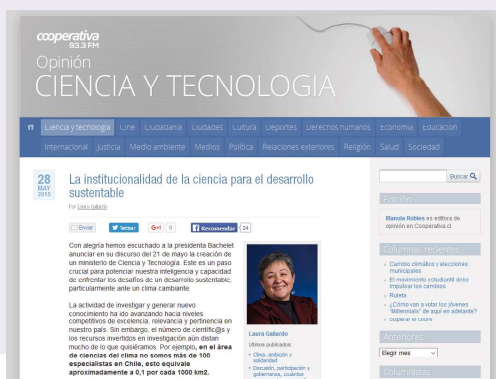 cooperativa
93.3 FM
Opinión
CIENCIA Y TECNOLOGIA
Ciencia y tecnología Cine Ciudadanía Ciudades Cultura Deportes Derechos humanos Economía Educación
Internacional Justicia Medio ambiente Medios Política Relaciones exteriores Religión Salud Sociedad
28
MAY
2015
La institucionalidad de la ciencia para el desarrollo
sustentable
Por Laura Gallardo
Enviar Twittear G+1 0 Recomendar 24
Con alegría hemos escuchado a la presidenta Bachelet
anunciar en su discurso del 21 de mayo la creación de
un ministerio de Ciencia y Tecnología. Este es un paso
crucial para potenciar nuestra inteligencia y capacidad
de enfrentar los desafíos de un desarrollo sustentable,
particularmente ante un clima cambiante.
La actividad de investigar y generar nuevo
conocimiento ha ido avanzando hacia niveles
competitivos de excelencia, relevancia y pertinencia en
nuestro país. Sin embargo, el número de científic@s y
los recursos invertidos en investigación aún distan
mucho de lo que quisiéramos. Por ejemplo, en el área
de ciencias del clima no somos más de 100
especialistas en Chile, esto equivale
aproximadamente a 0,1 por cada 1000 km2.
Laura Gallardo
Últimos publicados:
Clima, ambición y
solidaridad
Discusión, participación y
gobernanza, cuántos
Buscar
Edición
Manola Robles es editora de
opinión en Cooperativa.cl
Columnas recientes
Cambio climático y elecciones
municipales
El movimiento estudiantil debe
impulsar los cambios
Ruleta
¿Cómo van a votar los jóvenes
"Millennials" de aquí en adelante?
Superar el cobre
Anteriores
Elegir mes
Columnistas